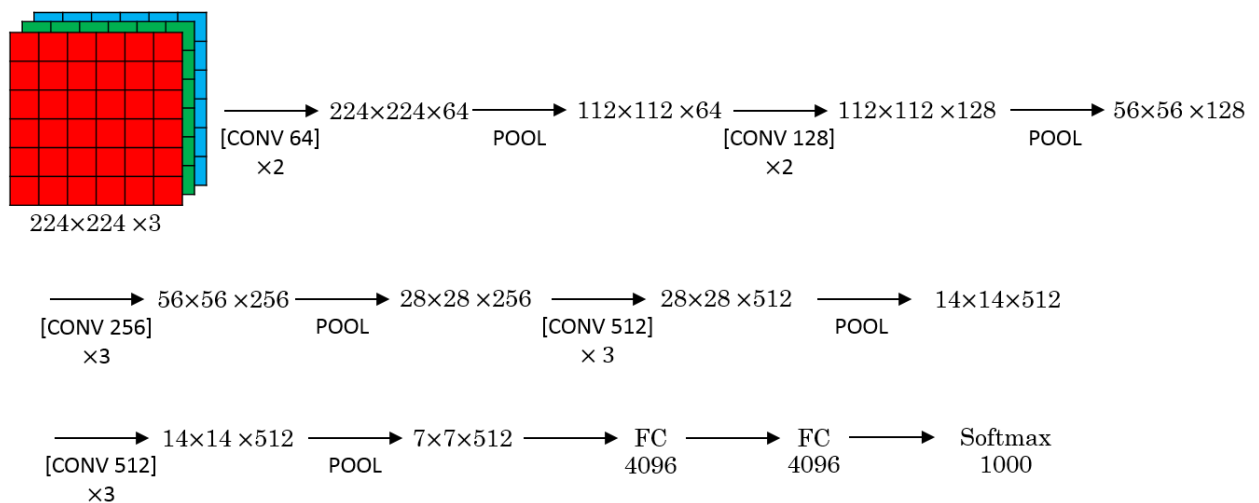 224×224×64 112×112 ×64 112×112 ×128 56×56 ×128
[CONV 64] POOL [CONV 128] POOL
×2 ×2
224×224 ×3
56×56 ×256 28×28 ×256 28×28 ×512 14×14×512
[CONV 256] POOL [CONV 512] POOL
×3 × 3
14×14 ×512 7×7×512 FC FC Softmax
[CONV 512] POOL 4096 4096 1000
×3